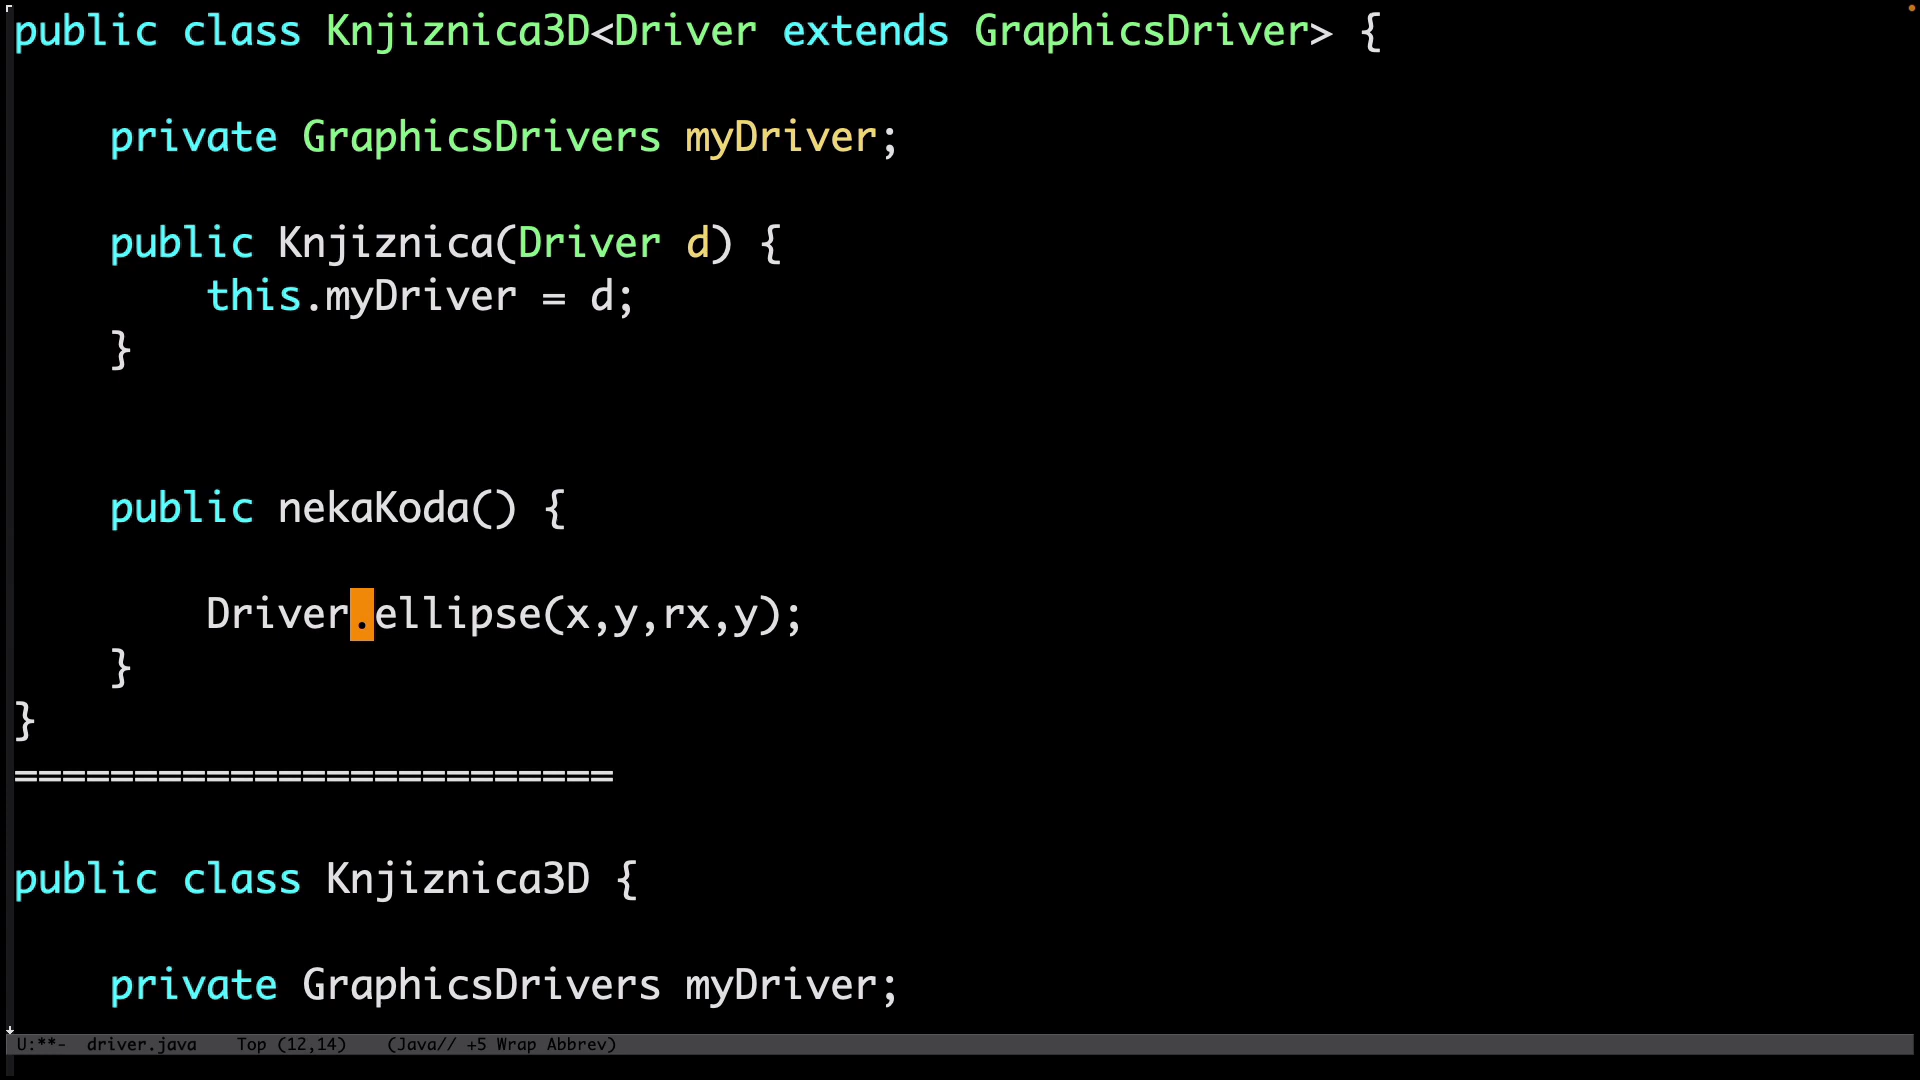 public class Knjiznica3D<Driver extends GraphicsDriver> {
private GraphicsDrivers myDriver;
public Knjiznica(Driver d) {
this.myDriver = d;
}
public nekaKoda() {
Driver.ellipse(x,y,rx,y);
}
}
=========================
public class Knjiznica3D {
private GraphicsDrivers myDriver;
U:**-  driver.java    Top (12,14)    (Java// +5 Wrap Abbrev)